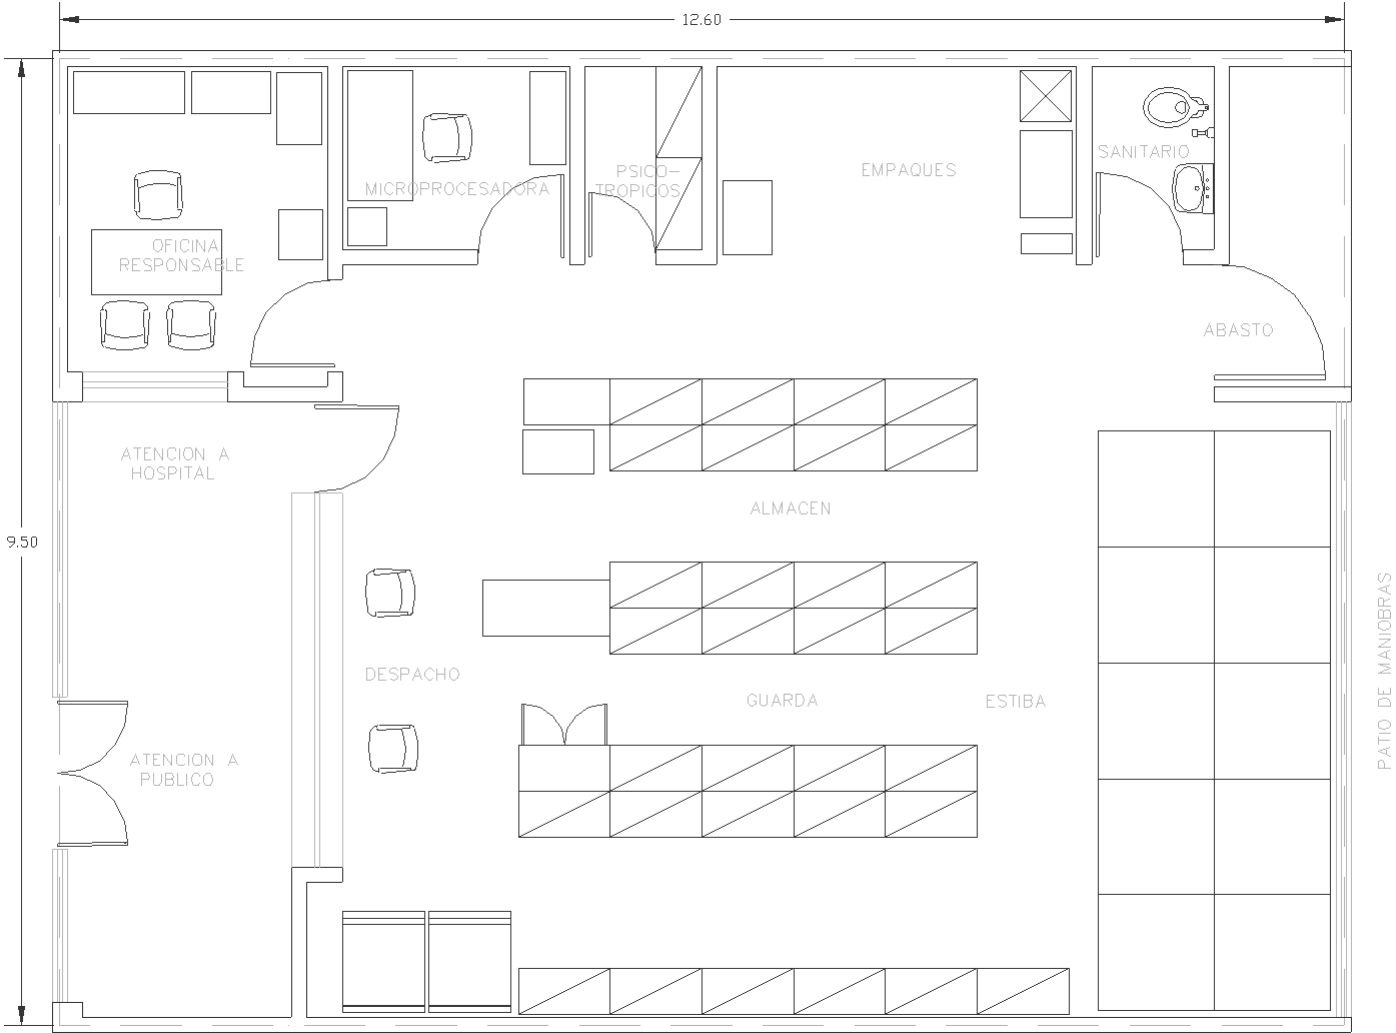 12.60
SANITARIO
EMPAQUES
PSICO-
TROPICOS
MICROPROCESADORA
OFICINA
RESPONSABLE
ABASTO
ATENCION A
HOSPITAL
ALMACEN
9.50
PATIO DE MANIOBRAS
DESPACHO
GUARDA
ESTIBA
ATENCION A
PUBLICO